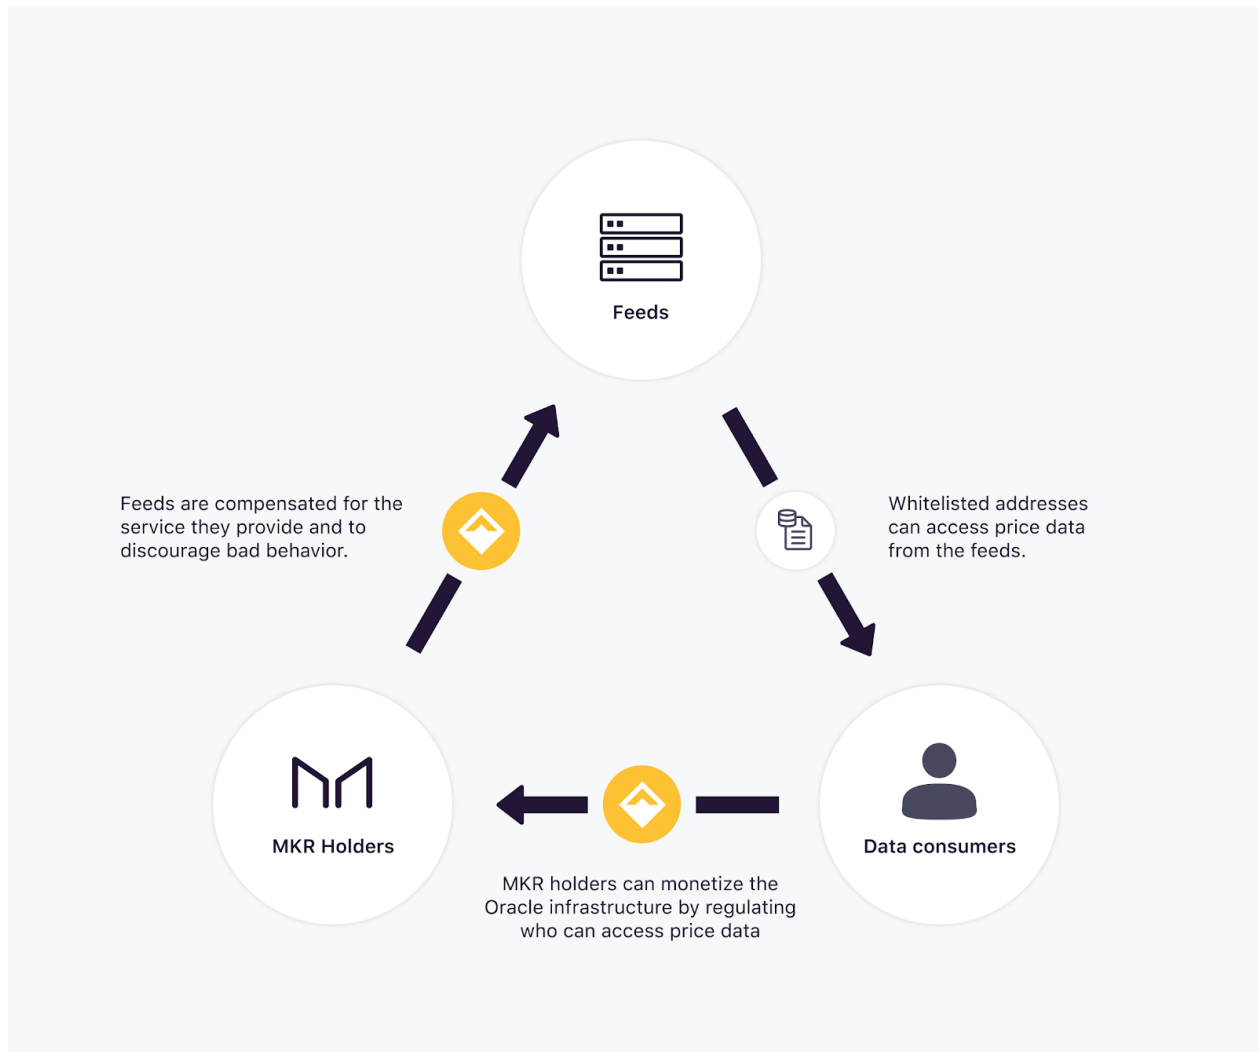 Feeds
Feeds are compensated for the
service they provide and to
discourage bad behavior.
Whitelisted addresses
can access price data
from the feeds.
MKR Holders
Data consumers
MKR holders can monetize the
Oracle infrastructure by regulating
who can access price data